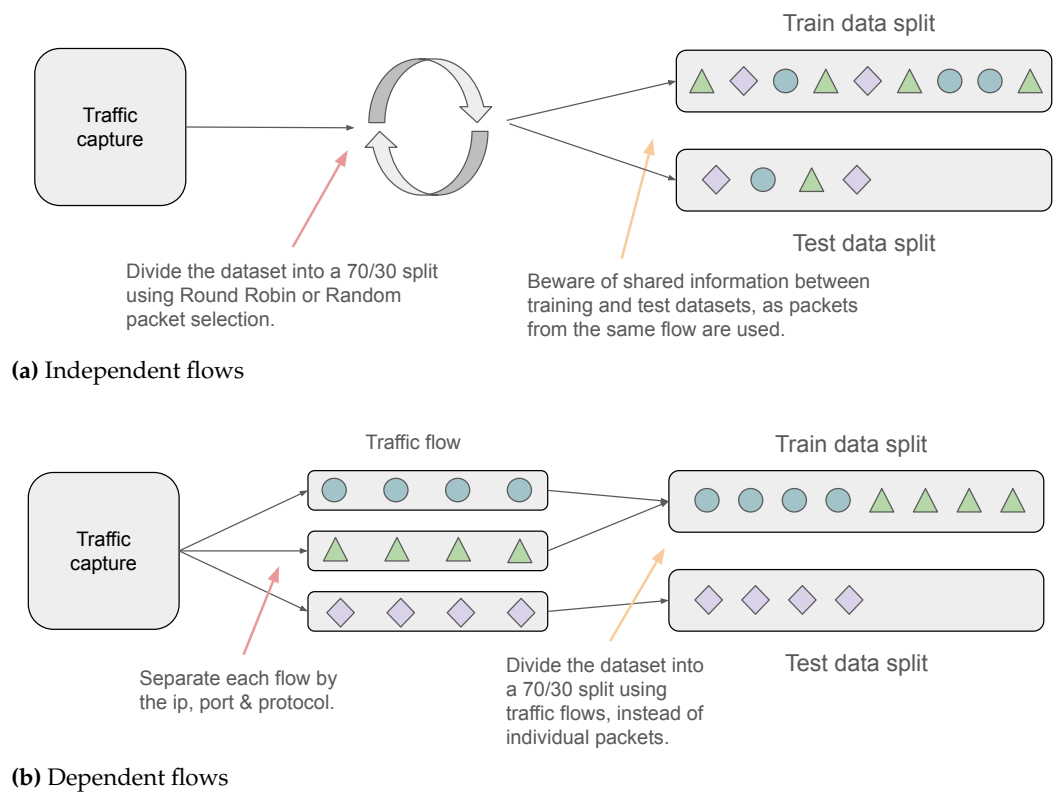 Train data split
Traffic
capture
Test data split
Divide the dataset into a 70/30 split
using Round Robin or Random
packet selection.
Beware of shared information between
training and test datasets, as packets
from the same flow are used.
(a) Independent flows
Traffic flow
Train data split
Traffic
capture
Separate each flow by
the ip, port & protocol.
Divide the dataset into
a 70/30 split using
traffic flows, instead of
individual packets.
Test data split
(b) Dependent flows